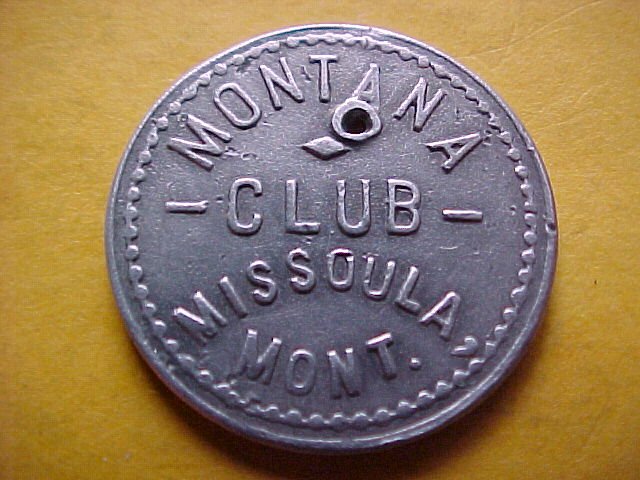 MONTANA
- CLUB -
MISSOULA,
MONT.